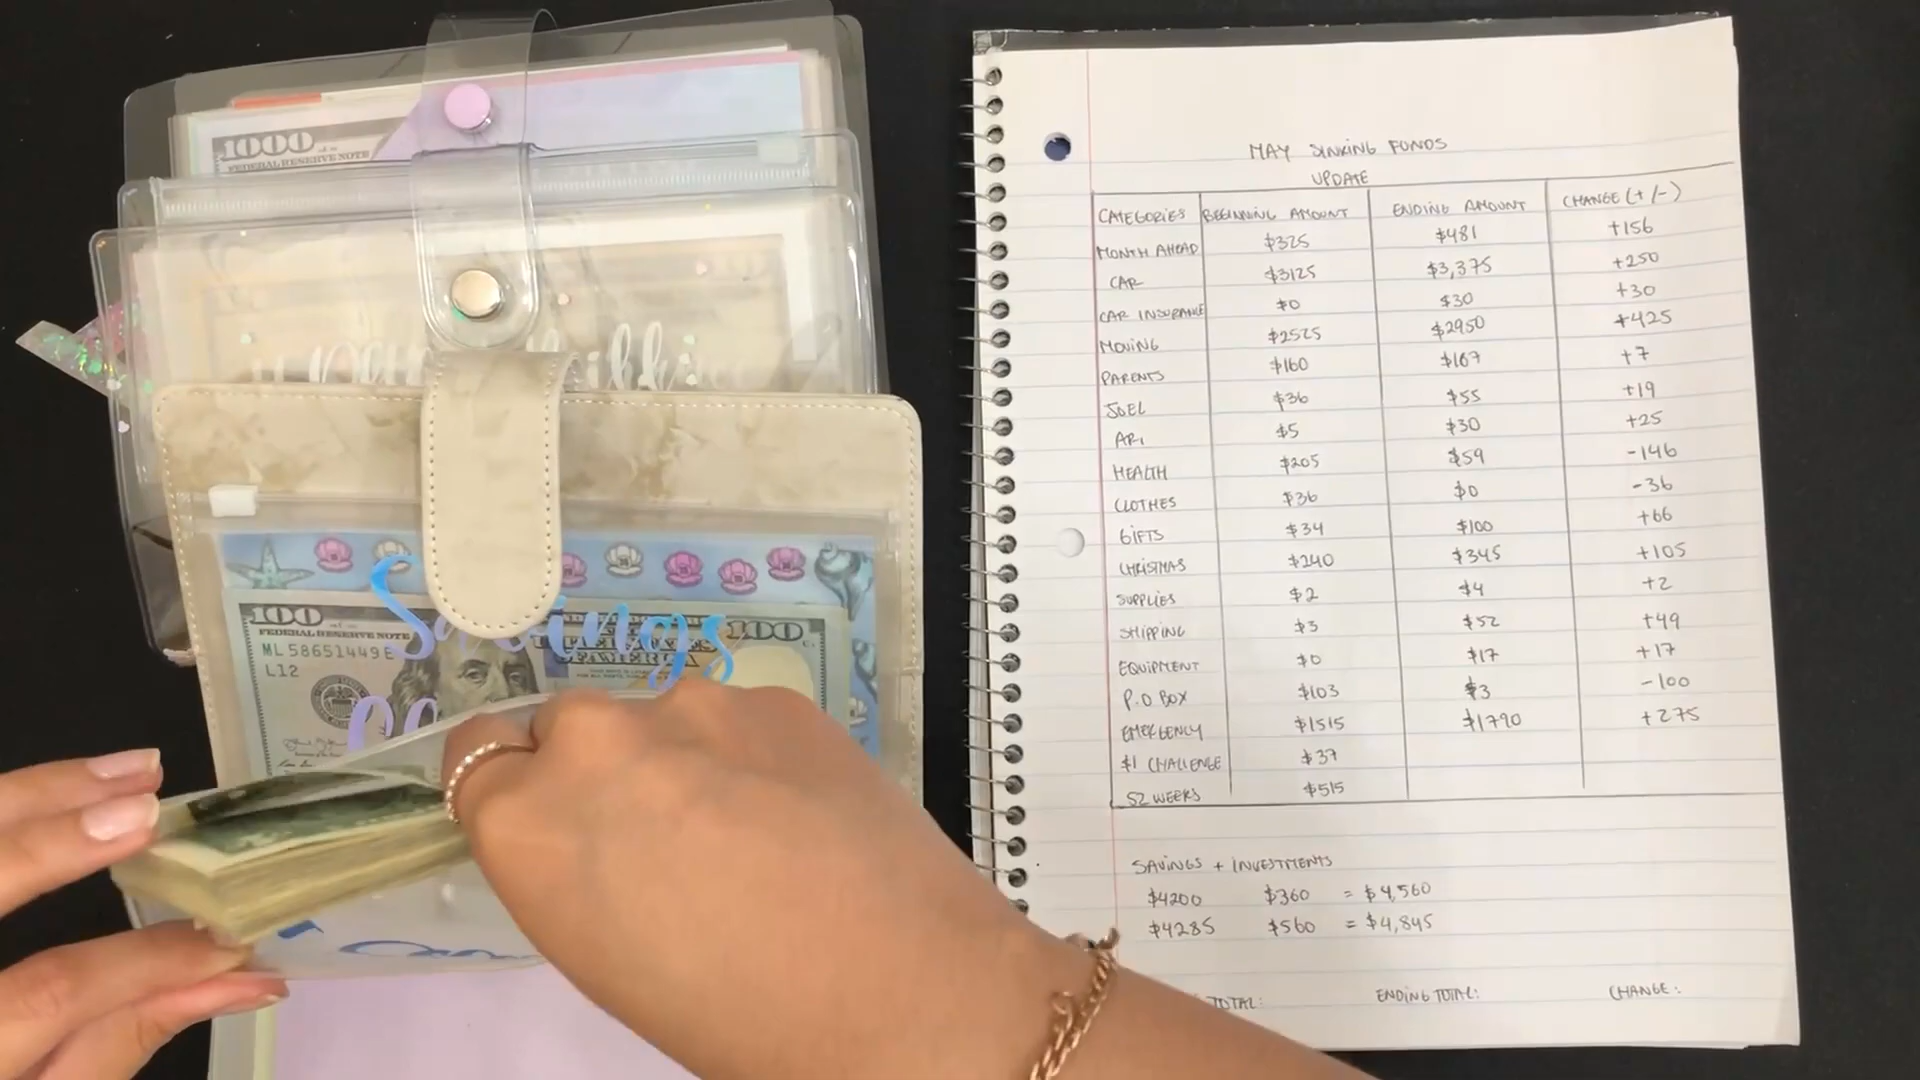 1000
FEDERAL RESERVE NOTE
Savings
100
FEDERAL RESERVE NOTE
100
ML58651449E
L12
OF AMERICA
MAY SINKING FUNDS
UPDATE
CATEGORIES BEGINNING AMOUNT ENDING AMOUNT CHANGE (+/-)
MONTH AHEAD $325 $481 +156
CAR $3125 $3,375 +250
CAR INSURANCE $0 $30 +30
MOVING $2525 $2950 +425
PARENTS $160 $167 +7
JOEL $36 $55 +19
ARI $5 $30 +25
HEALTH $205 $59 -146
CLOTHES $36 $0 -36
GIFTS $34 $100 +66
CHRISTMAS $240 $345 +105
SUPPLIES $2 $4 +2
SHIPPING $3 $52 +49
EQUIPMENT $0 $17 +17
P.O BOX $103 $3 -100
EMERGENCY $1515 $1790 +275
$1 CHALLENGE $37
52 WEEKS $515
SAVINGS + INVESTMENTS
$4200 $360 = $4,560
$4285 $560 = $4,845
TOTAL: ENDING TOTAL: CHANGE: